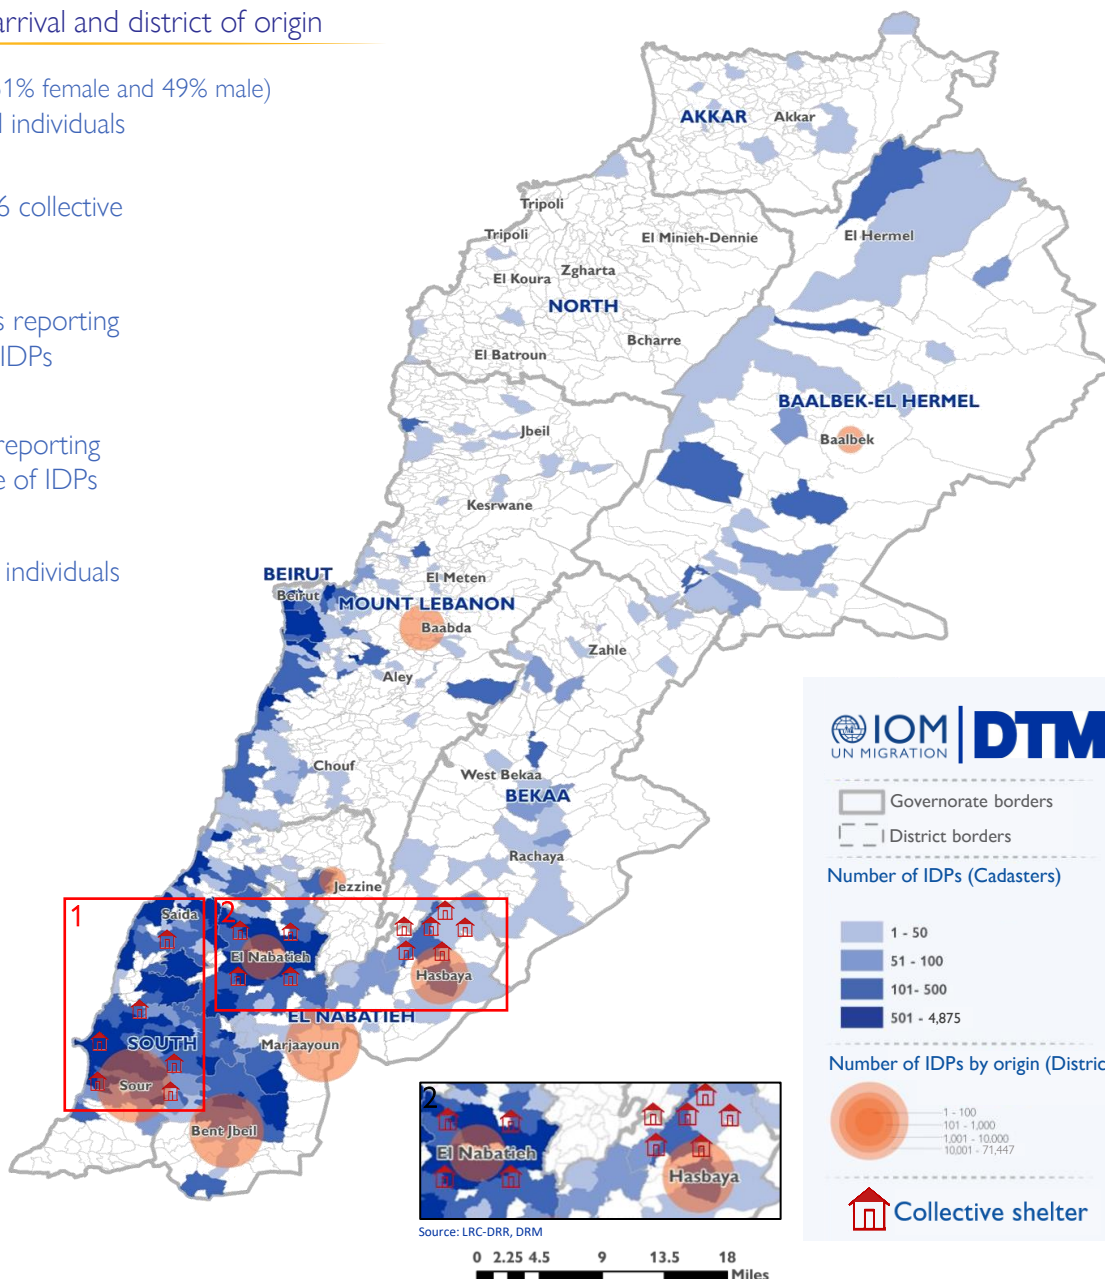 arrival and district of origin
1% female and 49% male)
individuals
6 collective
s reporting
IDPs
reporting
e of IDPs
individuals
AKKAR
Akkar
Tripoli
Tripoli
El Minieh-Dennie
El Hermel
El Koura
Zgharta
NORTH
Bcharre
El Batroun
BAALBEK-EL HERMEL
Baalbek
Jbeil
Kesrwane
BEIRUT
Beirut
El Meten
MOUNT LEBANON
Baabda
Zahle
Aley
Chouf
West Bekaa
BEKAA
Rachaya
Jezzine
1
2
Saida
El Nabatieh
Hasbaya
EL NABATIEH
SOUTH
Marjaayoun
Sour
Bent Jbeil
IOM
UN MIGRATION
DTM
Governorate borders
District borders
Number of IDPs (Cadasters)
1 - 50
51 - 100
101- 500
501 - 4,875
Number of IDPs by origin (Distric
1 - 100
101 - 1,000
1,001 - 10,000
10,001 - 71,447
Collective shelter
2
El Nabatieh
Hasbaya
Source: LRC-DRR, DRM
0 2.25 4.5 9 13.5 18
Miles